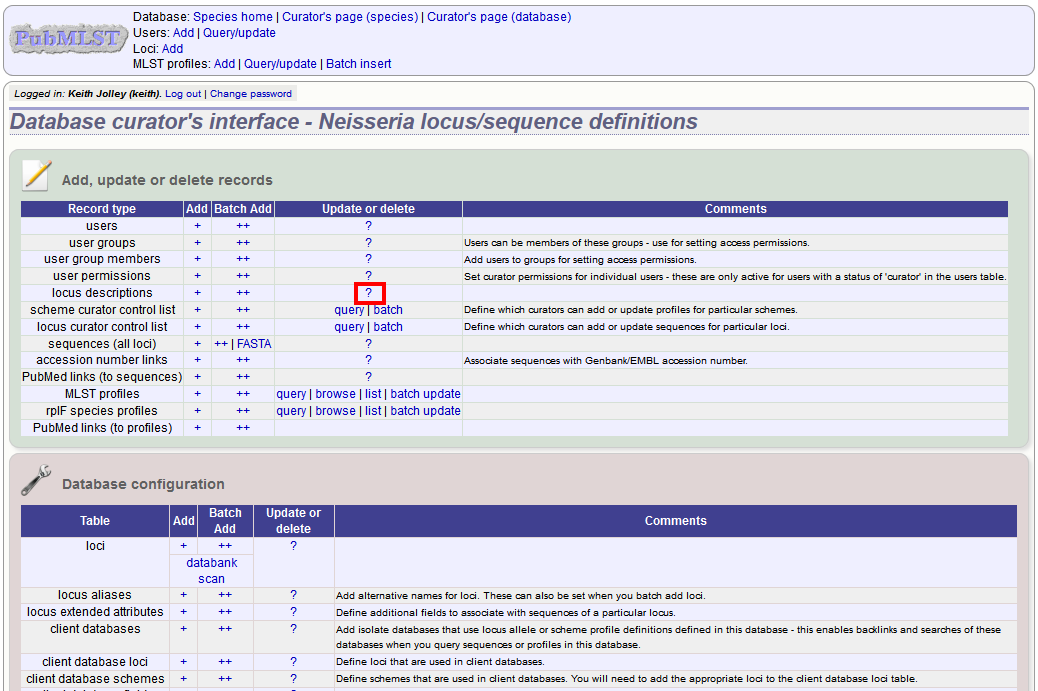 PubMLST
Database: Species home | Curator's page (species) | Curator's page (database)
Users: Add | Query/update
Loci: Add
MLST profiles: Add | Query/update | Batch insert
Logged in: Keith Jolley (keith). Log out | Change password
Database curator's interface - Neisseria locus/sequence definitions
Add, update or delete records
Record type Add Batch Add Update or delete Comments
users + ++ ?
user groups + ++ ? Users can be members of these groups - use for setting access permissions.
user group members + ++ ? Add users to groups for setting access permissions.
user permissions + ++ ? Set curator permissions for individual users - these are only active for users with a status of 'curator' in the users table.
locus descriptions + ++ ?
scheme curator control list + ++ query | batch Define which curators can add or update profiles for particular schemes.
locus curator control list + ++ query | batch Define which curators can add or update sequences for particular loci.
sequences (all loci) + ++ | FASTA ?
accession number links + ++ ? Associate sequences with Genbank/EMBL accession number.
PubMed links (to sequences) + ++ ?
MLST profiles + ++ query | browse | list | batch update
rplF species profiles + ++ query | browse | list | batch update
PubMed links (to profiles) + ++
Database configuration
Table Add Batch Add Update or delete Comments
loci + ++ ?
databank
scan
locus aliases + ++ ? Add alternative names for loci. These can also be set when you batch add loci.
locus extended attributes + ++ ? Define additional fields to associate with sequences of a particular locus.
client databases + ++ ? Add isolate databases that use locus allele or scheme profile definitions defined in this database - this enables backlinks and searches of these
databases when you query sequences or profiles in this database.
client database loci + ++ ? Define loci that are used in client databases.
client database schemes + ++ ? Define schemes that are used in client databases. You will need to add the appropriate loci to the client database loci table.